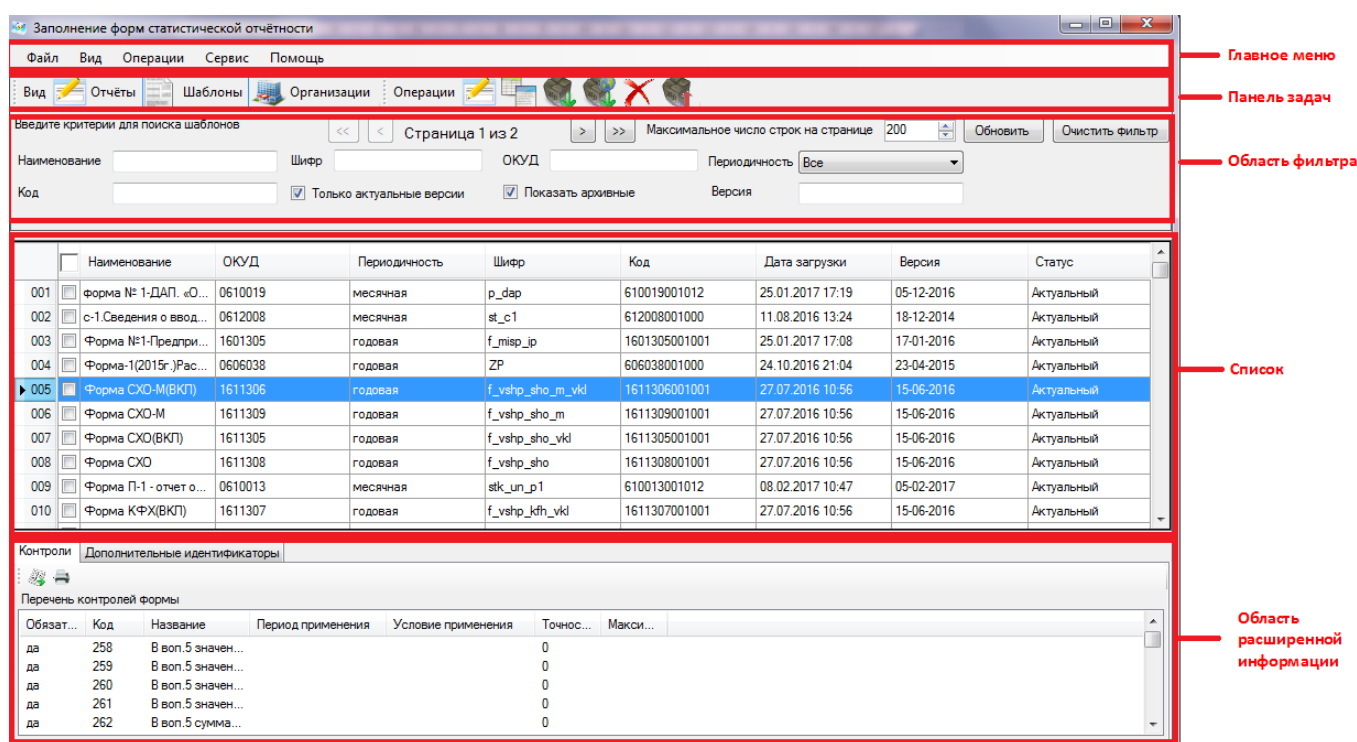 Заполнение форм статистической отчётности
Файл Вид Операции Сервис Помощь
Главное меню
Вид Отчёты Шаблоны Организации Операции
Панель задач
Введите критерии для поиска шаблонов << < Страница 1 из 2 > >> Максимальное число строк на странице 200 Обновить Очистить фильтр
Наименование Шифр ОКУД Периодичность Все
Область фильтра
Код Только актуальные версии Показать архивные Версия
Наименование ОКУД Периодичность Шифр Код Дата загрузки Версия Статус
001 форма № 1-ДАП. «О... 0610019 месячная p_dap 610019001012 25.01.2017 17:19 05-12-2016 Актуальный
002 с-1.Сведения о ввод... 0612008 месячная st_c1 612008001000 11.08.2016 13:24 18-12-2014 Актуальный
003 Форма №1-Предпри... 1601305 годовая f_misp_ip 1601305001001 25.01.2017 17:08 17-01-2016 Актуальный
004 Форма-1(2015г.)Рас... 0606038 годовая ZP 606038001000 24.10.2016 21:04 23-04-2015 Актуальный
Список
005 Форма СХО-М(ВКЛ) 1611306 годовая f_vshp_sho_m_vkl 1611306001001 27.07.2016 10:56 15-06-2016 Актуальный
006 Форма СХО-М 1611309 годовая f_vshp_sho_m 1611309001001 27.07.2016 10:56 15-06-2016 Актуальный
007 Форма СХО(ВКЛ) 1611305 годовая f_vshp_sho_vkl 1611305001001 27.07.2016 10:56 15-06-2016 Актуальный
008 Форма СХО 1611308 годовая f_vshp_sho 1611308001001 27.07.2016 10:56 15-06-2016 Актуальный
009 Форма П-1 - отчет о... 0610013 месячная stk_un_p1 610013001012 08.02.2017 10:47 05-02-2017 Актуальный
010 Форма КФХ(ВКЛ) 1611307 годовая f_vshp_kfh_vkl 1611307001001 27.07.2016 10:56 15-06-2016 Актуальный
Контроли Дополнительные идентификаторы
Перечень контролей формы
Обязат... Код Название Период применения Условие применения Точнос... Макси...
да 258 В воп.5 значен... 0
да 259 В воп.5 значен... 0
да 260 В воп.5 значен... 0
да 261 В воп.5 значен... 0
да 262 В воп.5 сумма... 0
Область
расширенной
информации